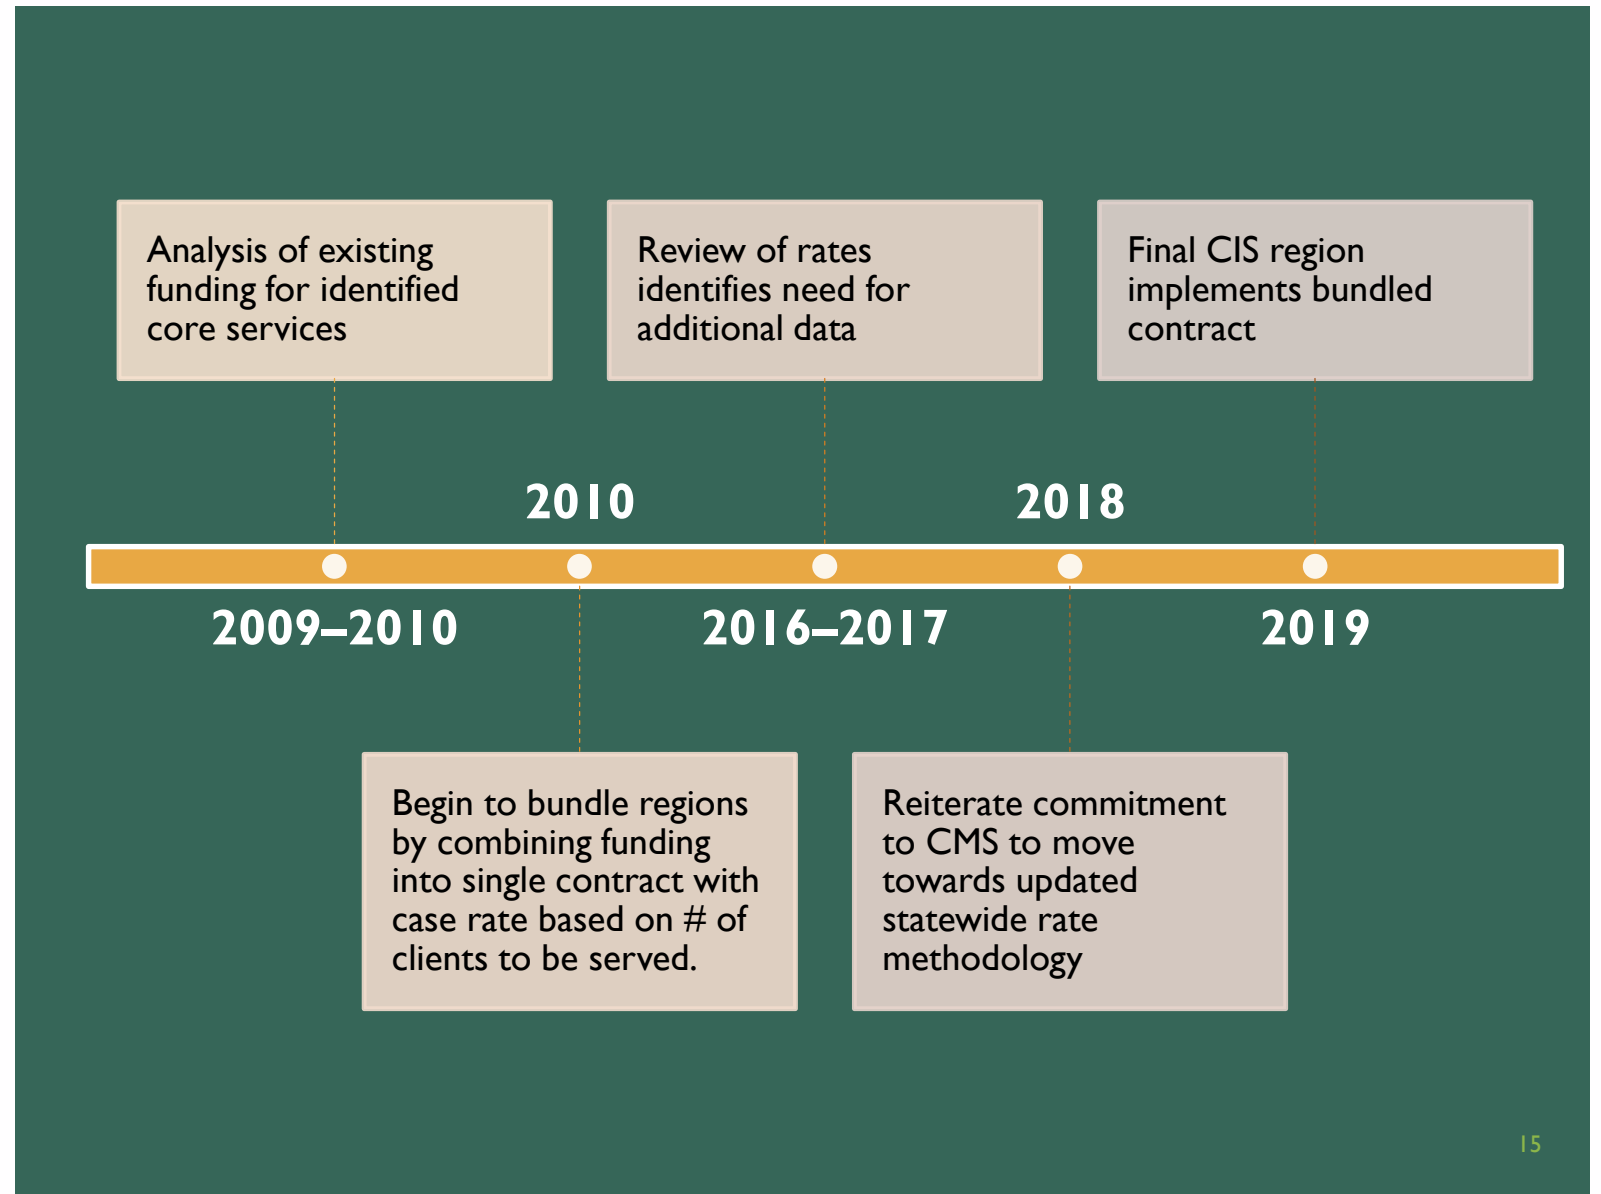 Analysis of existing
funding for identified
core services
Review of rates
identifies need for
additional data
Final CIS region
implements bundled
contract
2010
2018
2009–2010
2016–2017
2019
Begin to bundle regions
by combining funding
into single contract with
case rate based on # of
clients to be served.
Reiterate commitment
to CMS to move
towards updated
statewide rate
methodology
15